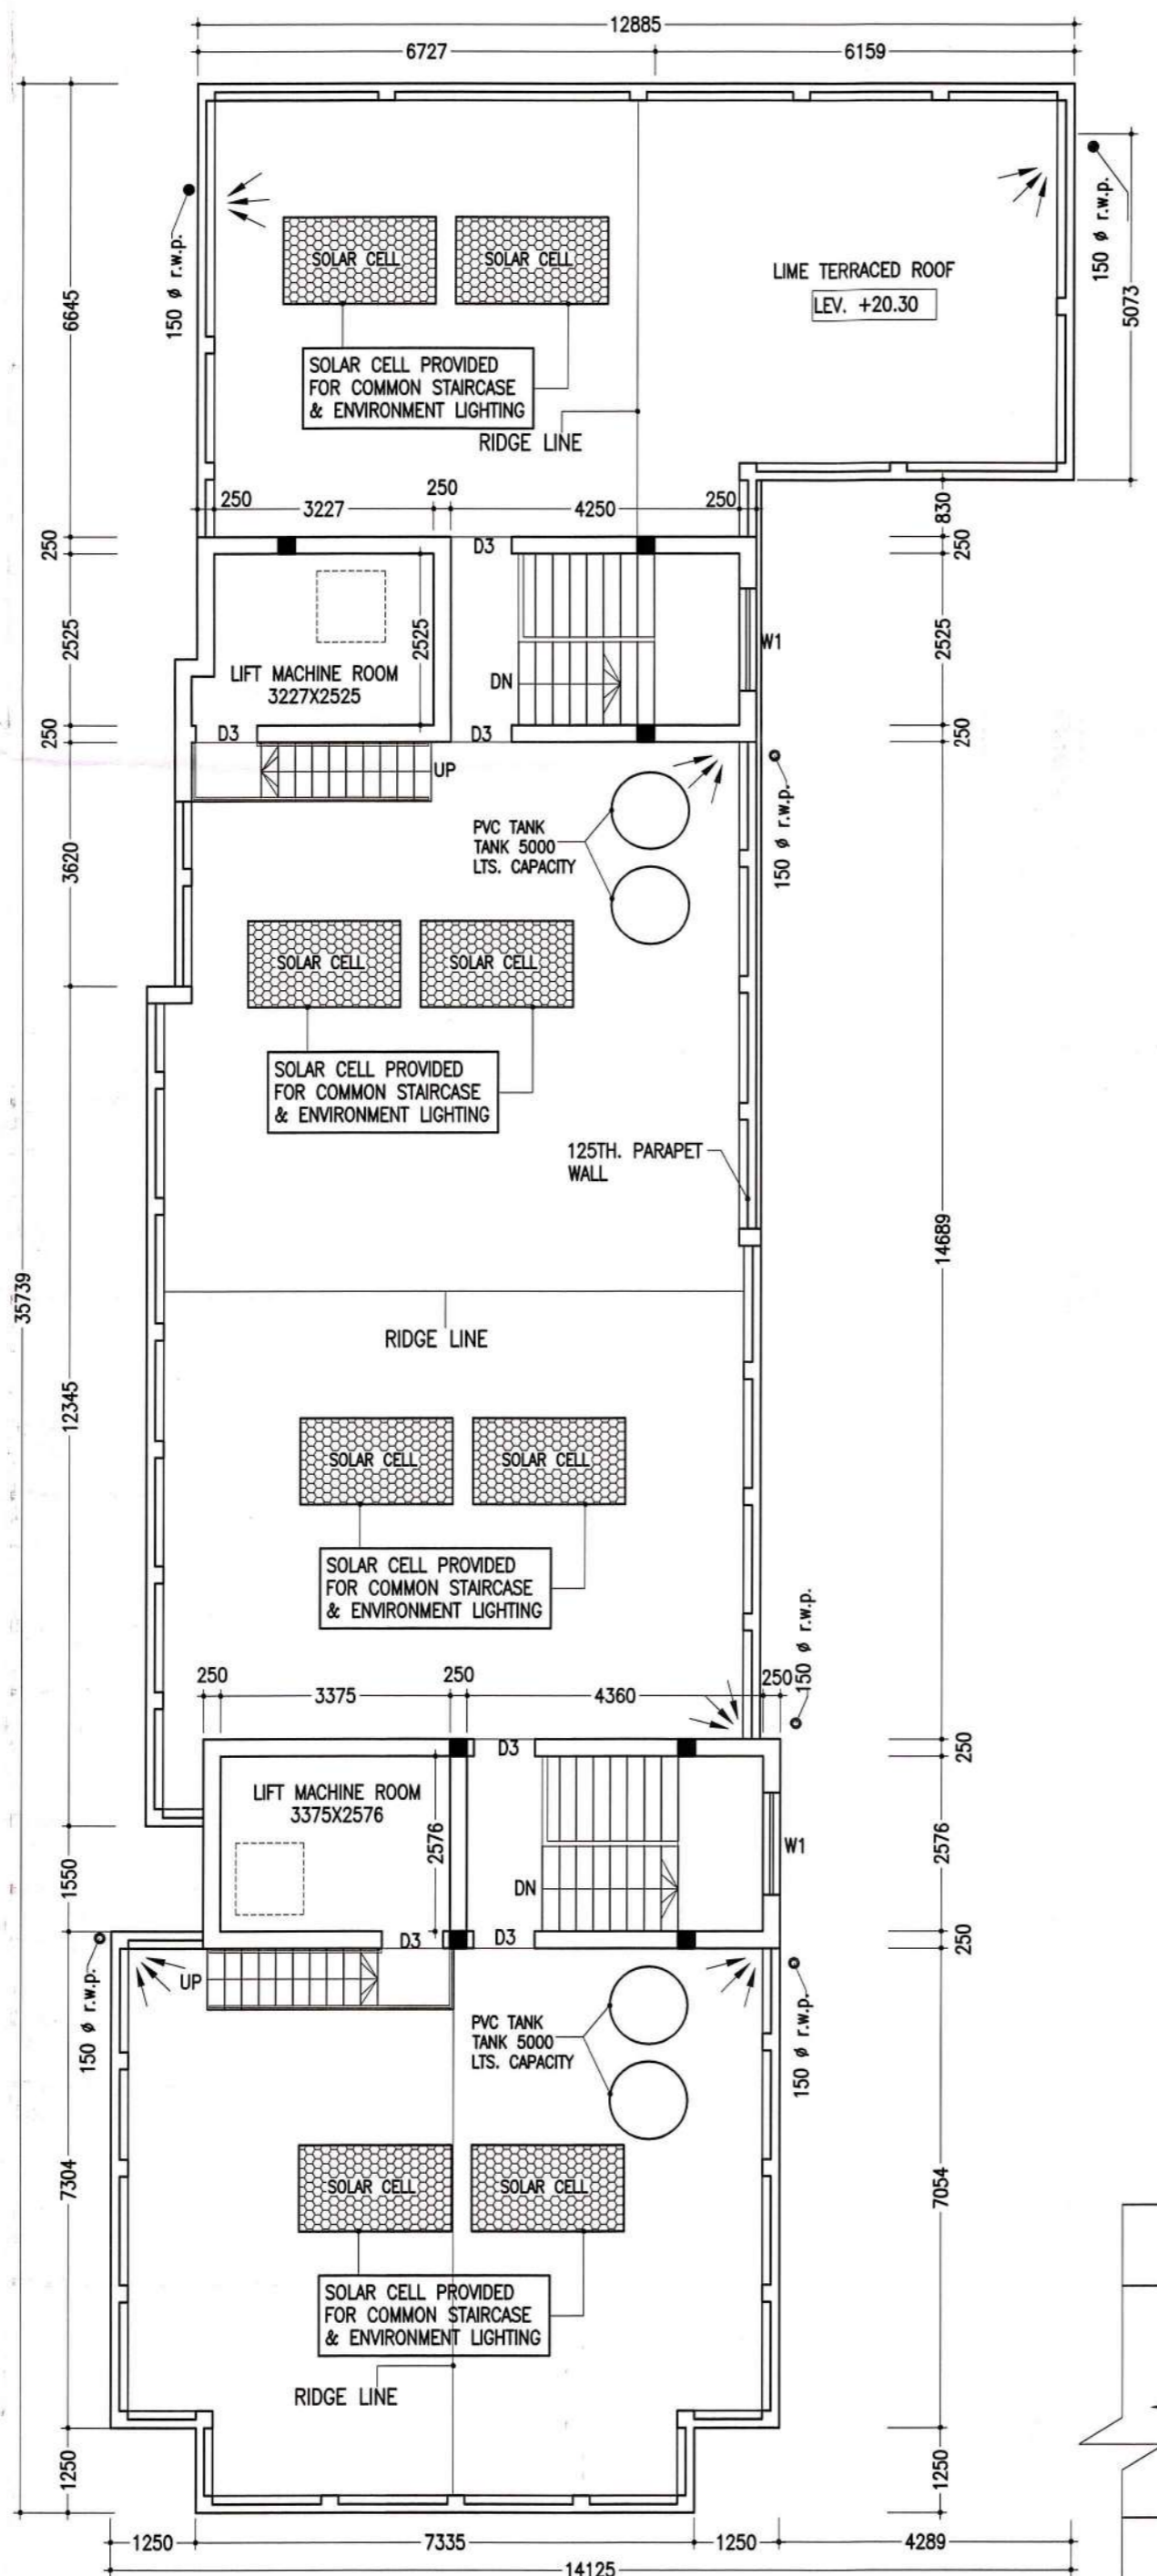 12885
6727
6159
150 ø r.w.p.
150 ø r.w.p.
SOLAR CELL
SOLAR CELL
LIME TERRACED ROOF
LEV. +20.30
6645
5073
SOLAR CELL PROVIDED
FOR COMMON STAIRCASE
& ENVIRONMENT LIGHTING
RIDGE LINE
250
3227
250
4250
250
830
250
D3
250
2525
2525
W1
2525
LIFT MACHINE ROOM
3227X2525
DN
250
D3
D3
250
UP
3620
PVC TANK
TANK 5000
LTS. CAPACITY
150 ø r.w.p.
SOLAR CELL
SOLAR CELL
SOLAR CELL PROVIDED
FOR COMMON STAIRCASE
& ENVIRONMENT LIGHTING
125TH. PARAPET
WALL
14689
35739
RIDGE LINE
12345
SOLAR CELL
SOLAR CELL
SOLAR CELL PROVIDED
FOR COMMON STAIRCASE
& ENVIRONMENT LIGHTING
150 ø r.w.p.
250
3375
250
4360
250
D3
250
LIFT MACHINE ROOM
3375X2576
2576
W1
2576
1550
DN
D3
D3
250
UP
150 ø r.w.p.
PVC TANK
TANK 5000
LTS. CAPACITY
150 ø r.w.p.
7304
SOLAR CELL
SOLAR CELL
7054
SOLAR CELL PROVIDED
FOR COMMON STAIRCASE
& ENVIRONMENT LIGHTING
RIDGE LINE
1250
1250
1250
7335
1250
4289
14125